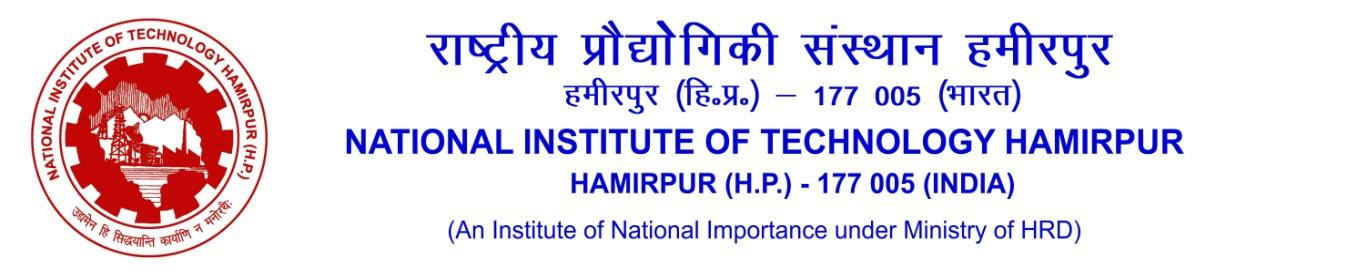 NATIONAL INSTITUTE OF TECHNOLOGY HAMIRPUR (H.P.)
उद्यमेन हि सिद्धयान्ति कार्याणि न मनोरथैः
राष्ट्रीय प्रौद्योगिकी संस्थान हमीरपुर
हमीरपुर (हि॰प्र॰) – 177 005 (भारत)
NATIONAL INSTITUTE OF TECHNOLOGY HAMIRPUR
HAMIRPUR (H.P.) - 177 005 (INDIA)
(An Institute of National Importance under Ministry of HRD)